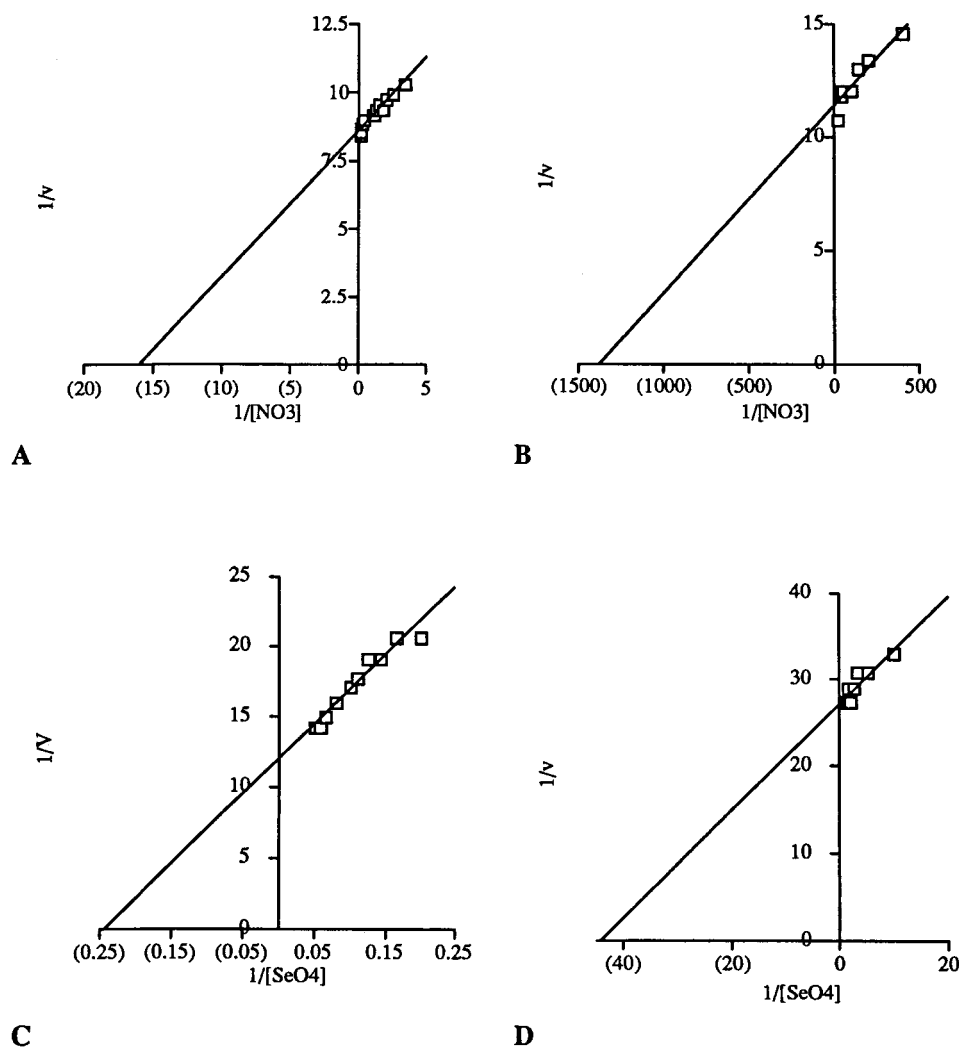 12.5
10
7.5
5
2.5
0
1/v
(20) (15) (10) (5) 0 5
1/[NO3]
A
15
10
5
0
1/v
(1500) (1000) (500) 0 500
1/[NO3]
B
25
20
15
10
5
0
1/V
(0.25) (0.15) (0.05) 0.05 0.15 0.25
1/[SeO4]
C
40
30
20
10
0
1/v
(40) (20) 0 20
1/[SeO4]
D